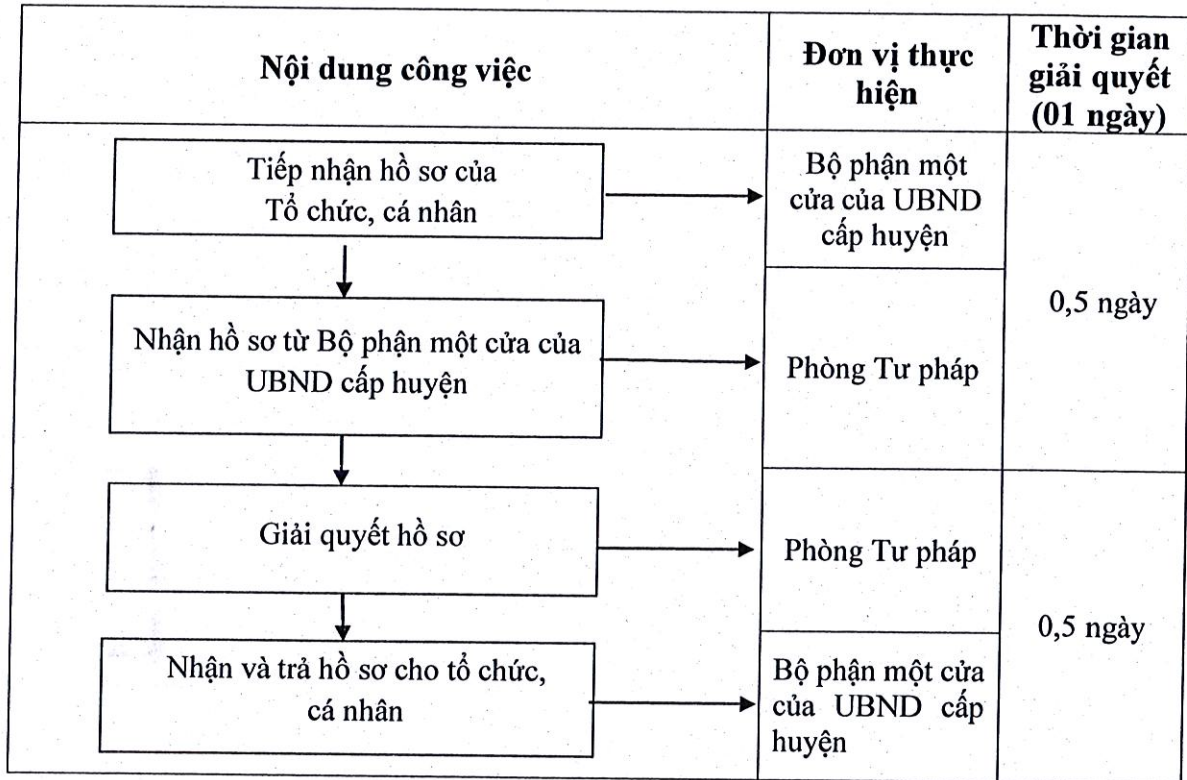 Nội dung công việc
Đơn vị thực
hiện
Thời gian
giải quyết
(01 ngày)
Tiếp nhận hồ sơ của
Tổ chức, cá nhân
Bộ phận một
cửa của UBND
cấp huyện
0,5 ngày
Nhận hồ sơ từ Bộ phận một cửa của
UBND cấp huyện
Phòng Tư pháp
Giải quyết hồ sơ
Phòng Tư pháp
0,5 ngày
Nhận và trả hồ sơ cho tổ chức,
cá nhân
Bộ phận một cửa
của UBND cấp
huyện